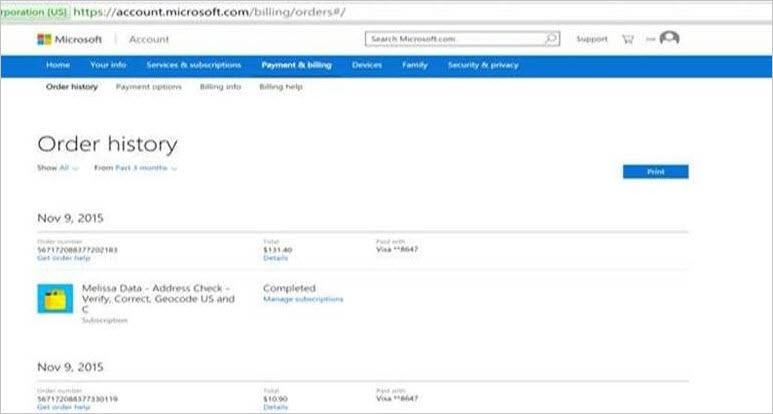 rporation [US] https://account.microsoft.com/billing/orders#/
Microsoft Account Search Microsoft.com Support
Home Your info Services & subscriptions Payment & billing Devices Family Security & privacy
Order history Payment options Billing info Billing help
Order history
Show All From Past 3 months Print
Nov 9, 2015
Order number Total Paid with
567172088377202183 $131.40 Visa **8647
Get order help Details
Melissa Data - Address Check - Completed
Verify, Correct, Geocode US and Manage subscriptions
C
Subscription
Nov 9, 2015
Order number Total Paid with
567172088377330119 $10.90 Visa **8647
Get order help Details